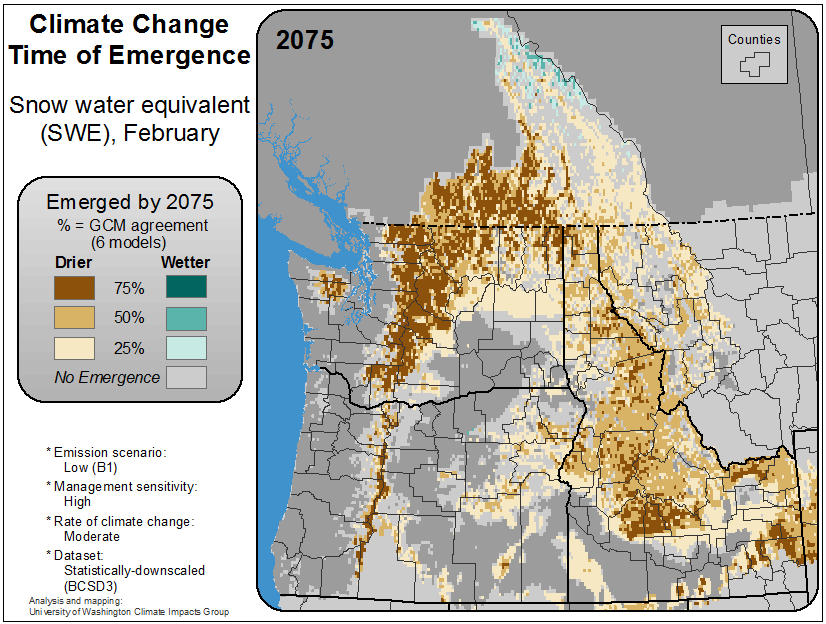 Climate Change
Time of Emergence
Snow water equivalent
(SWE), February
2075
Counties
Emerged by 2075
% = GCM agreement
(6 models)
Drier Wetter
75%
50%
25%
No Emergence
* Emission scenario:
Low (B1)
* Management sensitivity:
High
* Rate of climate change:
Moderate
* Dataset:
Statistically-downscaled
(BCSD3)
Analysis and mapping:
University of Washington Climate Impacts Group